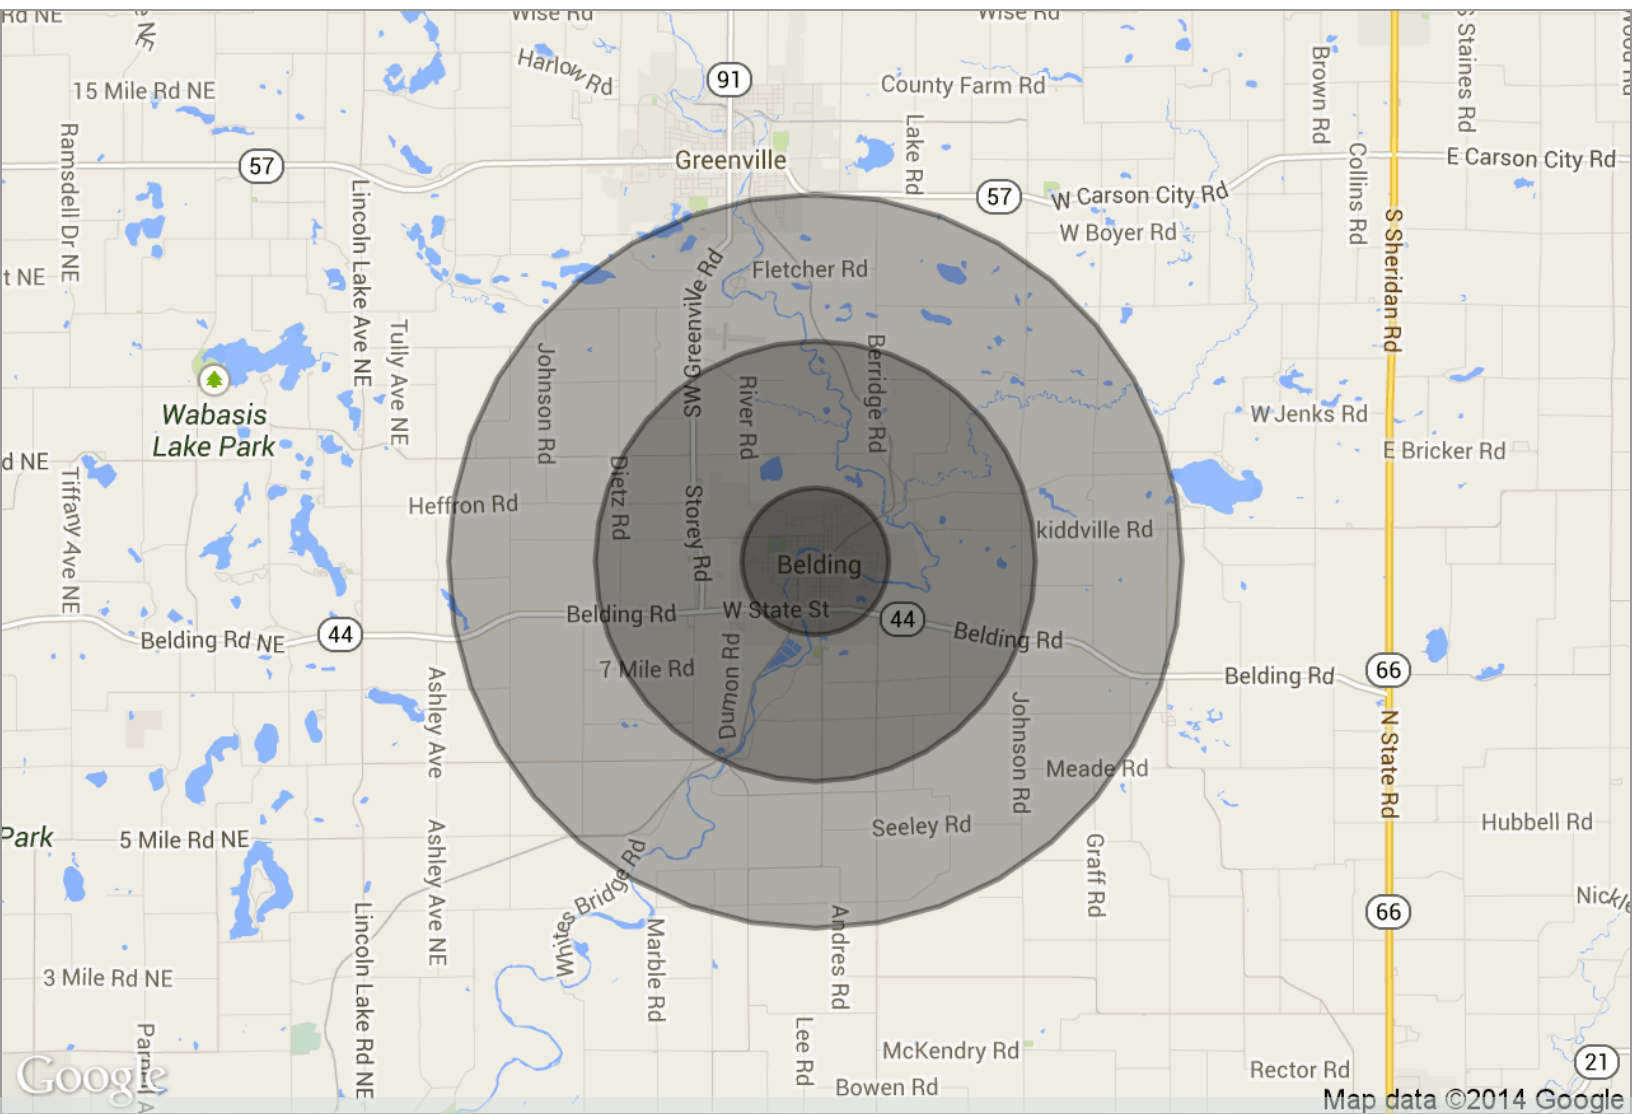 Rd NE
Wise Rd
Wise Rd
S Staines Rd
Harlow Rd
91
County Farm Rd
Brown Rd
15 Mile Rd NE
Ramsdell Dr NE
57
Greenville
Lake Rd
Collins Rd
E Carson City Rd
57
W Carson City Rd
W Boyer Rd
Lincoln Lake Ave NE
S Sheridan Rd
t NE
Fletcher Rd
SW Greenville Rd
Tully Ave NE
Johnson Rd
River Rd
Berridge Rd
Wabasis
Lake Park
W Jenks Rd
E Bricker Rd
d NE
Tiffany Ave NE
Heffron Rd
Dietz Rd
Storey Rd
kiddville Rd
Belding
Belding Rd
W State St
44
Belding Rd
Belding Rd NE
44
7 Mile Rd
Dumon Rd
Belding Rd
66
Ashley Ave
Johnson Rd
N State Rd
Meade Rd
Park
5 Mile Rd NE
Seeley Rd
Hubbell Rd
Ashley Ave NE
Graff Rd
Whites Bridge Rd
Nickle
66
Lincoln Lake Rd NE
Marble Rd
Andres Rd
3 Mile Rd NE
Lee Rd
McKendry Rd
Bowen Rd
Rector Rd
21
Google
Map data ©2014 Google